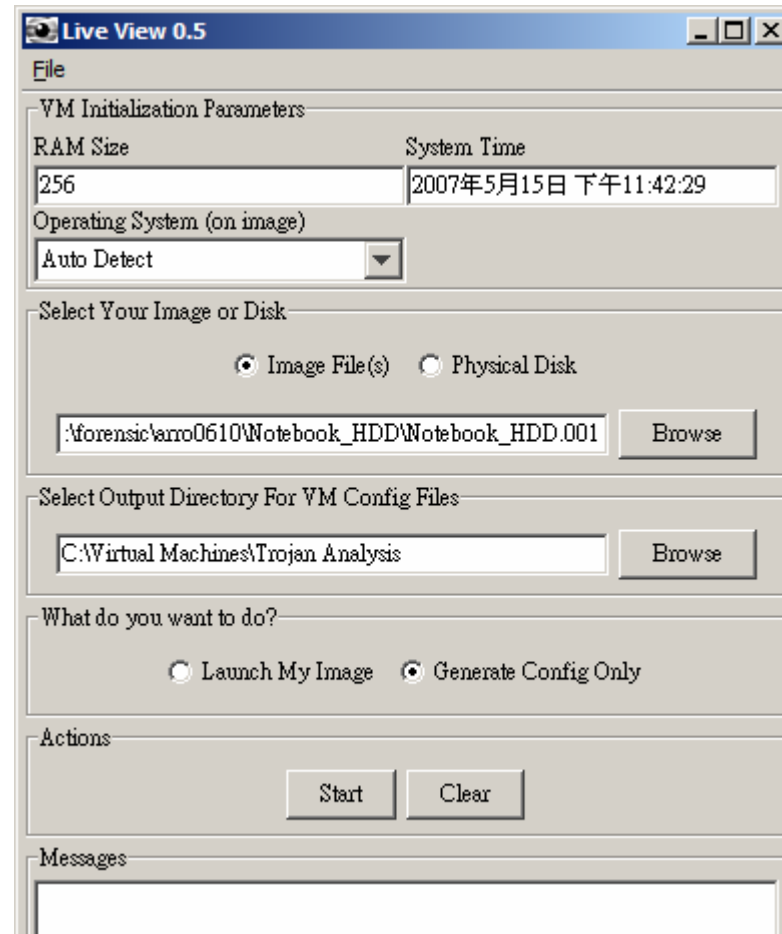 Live View 0.5
File
VM Initialization Parameters
RAM Size
System Time
256
2007年5月15日 下午11:42:29
Operating System (on image)
Auto Detect
Select Your Image or Disk
Image File(s)
Physical Disk
:\forensic\arro0610\Notebook_HDD\Notebook_HDD.001
Browse
Select Output Directory For VM Config Files
C:\Virtual Machines\Trojan Analysis
Browse
What do you want to do?
Launch My Image
Generate Config Only
Actions
Start
Clear
Messages